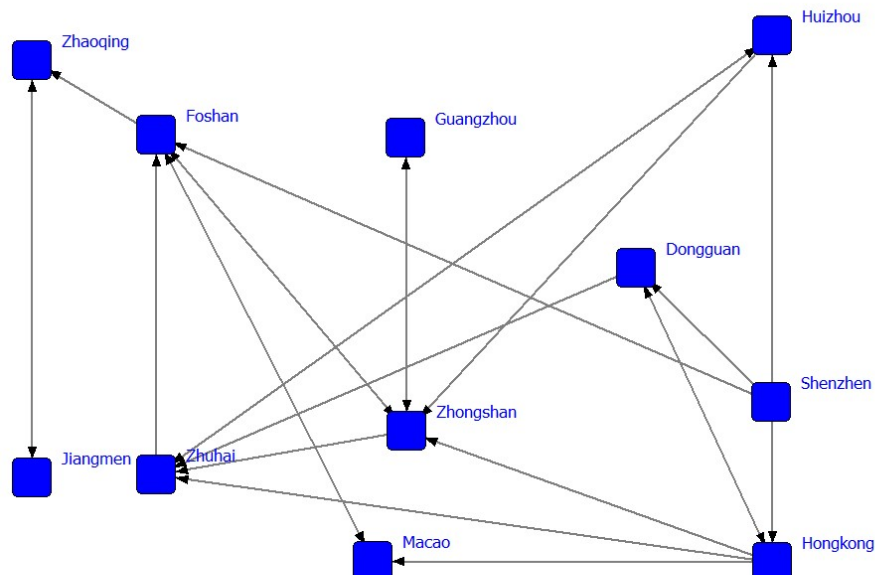 Huizhou
Zhaoqing
Foshan
Guangzhou
Dongguan
Shenzhen
Zhongshan
Jiangmen
Zhuhai
Macao
Hongkong